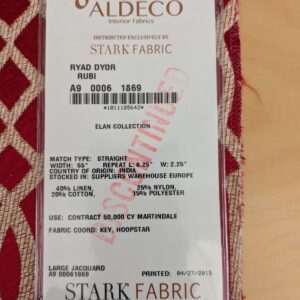 ALDECO
Interior Fabrics
DISTRIBUTED EXCLUSIVELY BY
STARK FABRIC
RYAD DYOR
RUBI
A9 0006 1869
*1011185642*
ELAN COLLECTION
DISCONTINUED
MATCH TYPE: STRAIGHT
WIDTH: 55" REPEAT L: 6.25" W: 2.25"
COUNTRY OF ORIGIN: INDIA
STOCKED IN: SUPPLIERS WAREHOUSE EUROPE
40% LINEN, 25% NYLON,
20% COTTON, 15% POLYESTER
USE: CONTRACT 50,000 CY MARTINDALE
FABRIC COORD: KEY, HOOPSTAR
LARGE JACQUARD
A9 00061869 PRINTED: 04/27/2015
STARK FABRIC